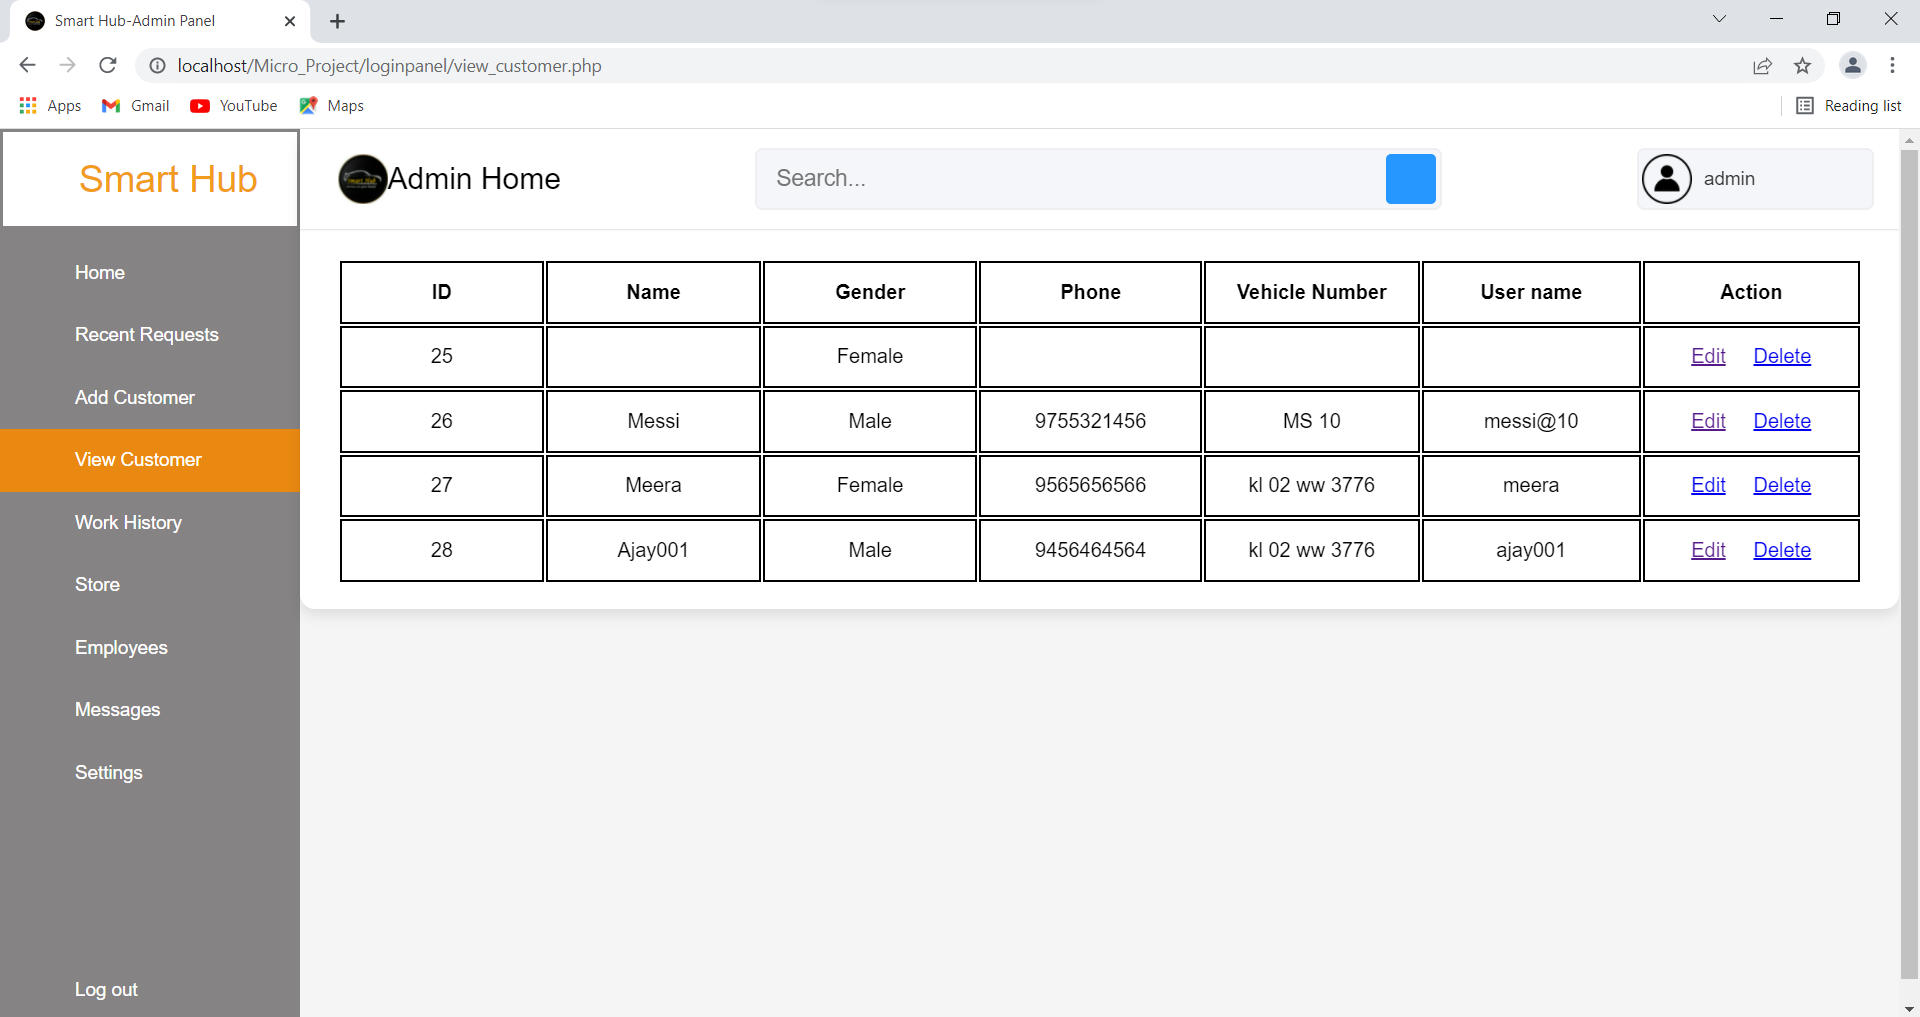 Smart Hub-Admin Panel
localhost/Micro_Project/loginpanel/view_customer.php
Apps Gmail YouTube Maps Reading list
Smart Hub
Admin Home
Search...
admin
Home
Recent Requests
Add Customer
View Customer
Work History
Store
Employees
Messages
Settings
Log out
ID Name Gender Phone Vehicle Number User name Action
25 Female Edit Delete
26 Messi Male 9755321456 MS 10 messi@10 Edit Delete
27 Meera Female 9565656566 kl 02 ww 3776 meera Edit Delete
28 Ajay001 Male 9456464564 kl 02 ww 3776 ajay001 Edit Delete